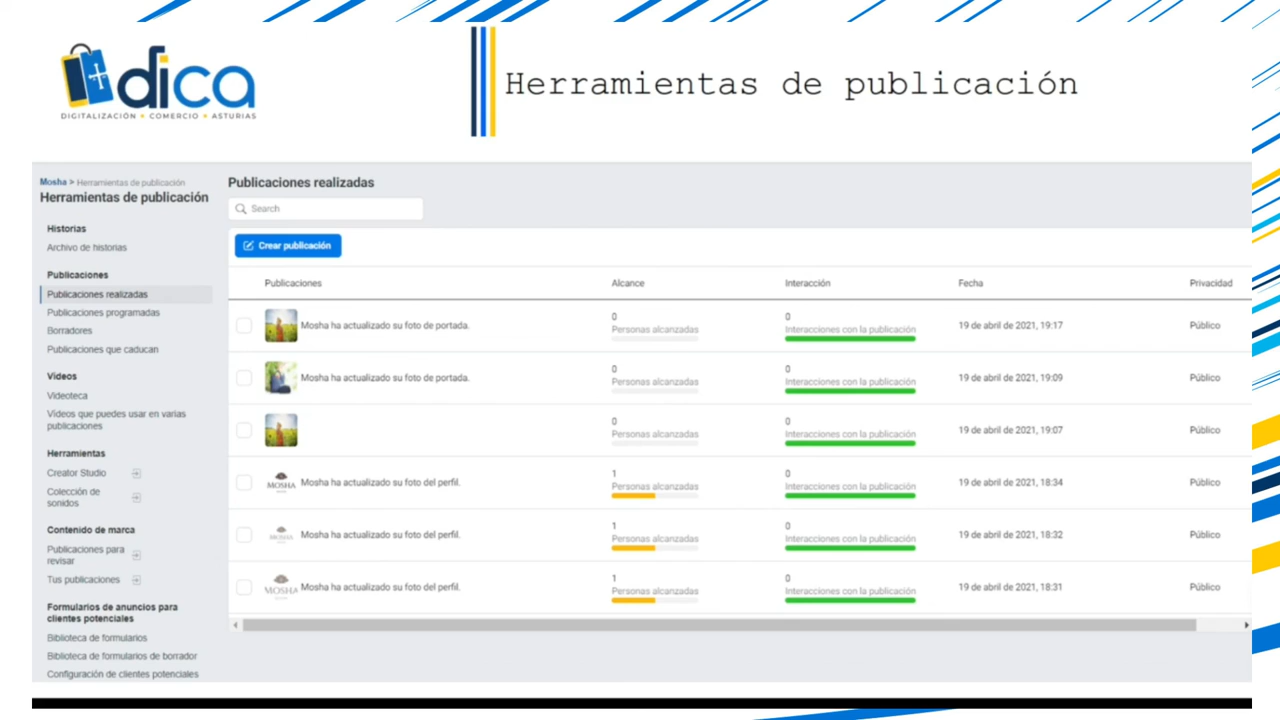 dica
DIGITALIZACIÓN • COMERCIO • ASTURIAS
Herramientas de publicación
Mosha > Herramientas de publicación
Herramientas de publicación
Historias
Archivo de historias
Publicaciones
Publicaciones realizadas
Publicaciones programadas
Borradores
Publicaciones que caducan
Vídeos
Videoteca
Vídeos que puedes usar en varias
publicaciones
Herramientas
Creator Studio
Colección de
sonidos
Contenido de marca
Publicaciones para
revisar
Tus publicaciones
Formularios de anuncios para
clientes potenciales
Biblioteca de formularios
Biblioteca de formularios de borrador
Configuración de clientes potenciales
Publicaciones realizadas
Search
Crear publicación
Publicaciones Alcance Interacción Fecha Privacidad
Mosha ha actualizado su foto de portada. 0 0 19 de abril de 2021, 19:17 Público
Personas alcanzadas Interacciones con la publicación
Mosha ha actualizado su foto de portada. 0 0 19 de abril de 2021, 19:09 Público
Personas alcanzadas Interacciones con la publicación
0 0 19 de abril de 2021, 19:07 Público
Personas alcanzadas Interacciones con la publicación
MOSHA Mosha ha actualizado su foto del perfil. 1 0 19 de abril de 2021, 18:34 Público
Personas alcanzadas Interacciones con la publicación
MOSHA Mosha ha actualizado su foto del perfil. 1 0 19 de abril de 2021, 18:32 Público
Personas alcanzadas Interacciones con la publicación
MOSHA Mosha ha actualizado su foto del perfil. 1 0 19 de abril de 2021, 18:31 Público
Personas alcanzadas Interacciones con la publicación